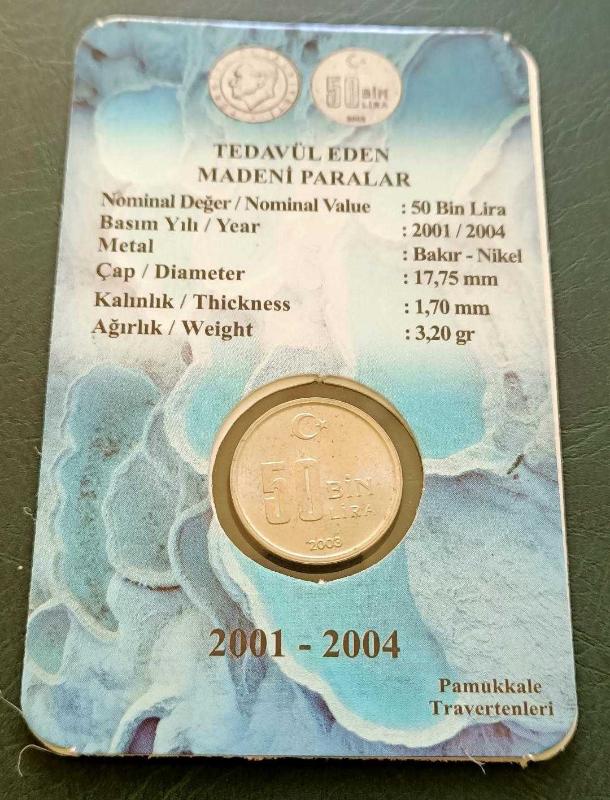 50 BİN
LİRA
2003
TEDAVÜL EDEN
MADENİ PARALAR
Nominal Değer / Nominal Value : 50 Bin Lira
Basım Yılı / Year : 2001 / 2004
Metal : Bakır - Nikel
Çap / Diameter : 17,75 mm
Kalınlık / Thickness : 1,70 mm
Ağırlık / Weight : 3,20 gr
50 BİN
LİRA
2003
2001 - 2004
Pamukkale
Travertenleri